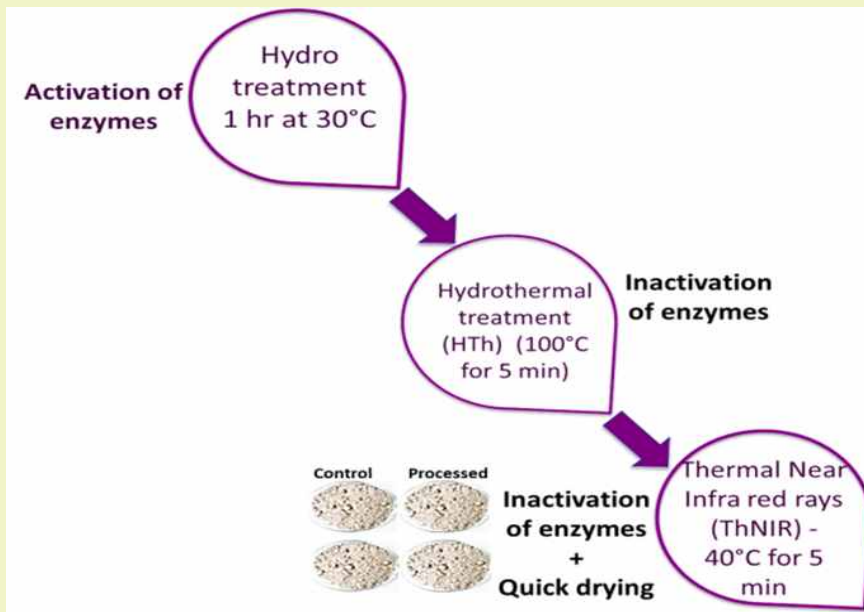 Activation of
enzymes
Hydro
treatment
1 hr at 30°C
Hydrothermal
treatment
(HTh) (100°C
for 5 min)
Inactivation
of enzymes
Control Processed
Inactivation
of enzymes
+
Quick drying
Thermal Near
Infra red rays
(ThNIR) -
40°C for 5
min